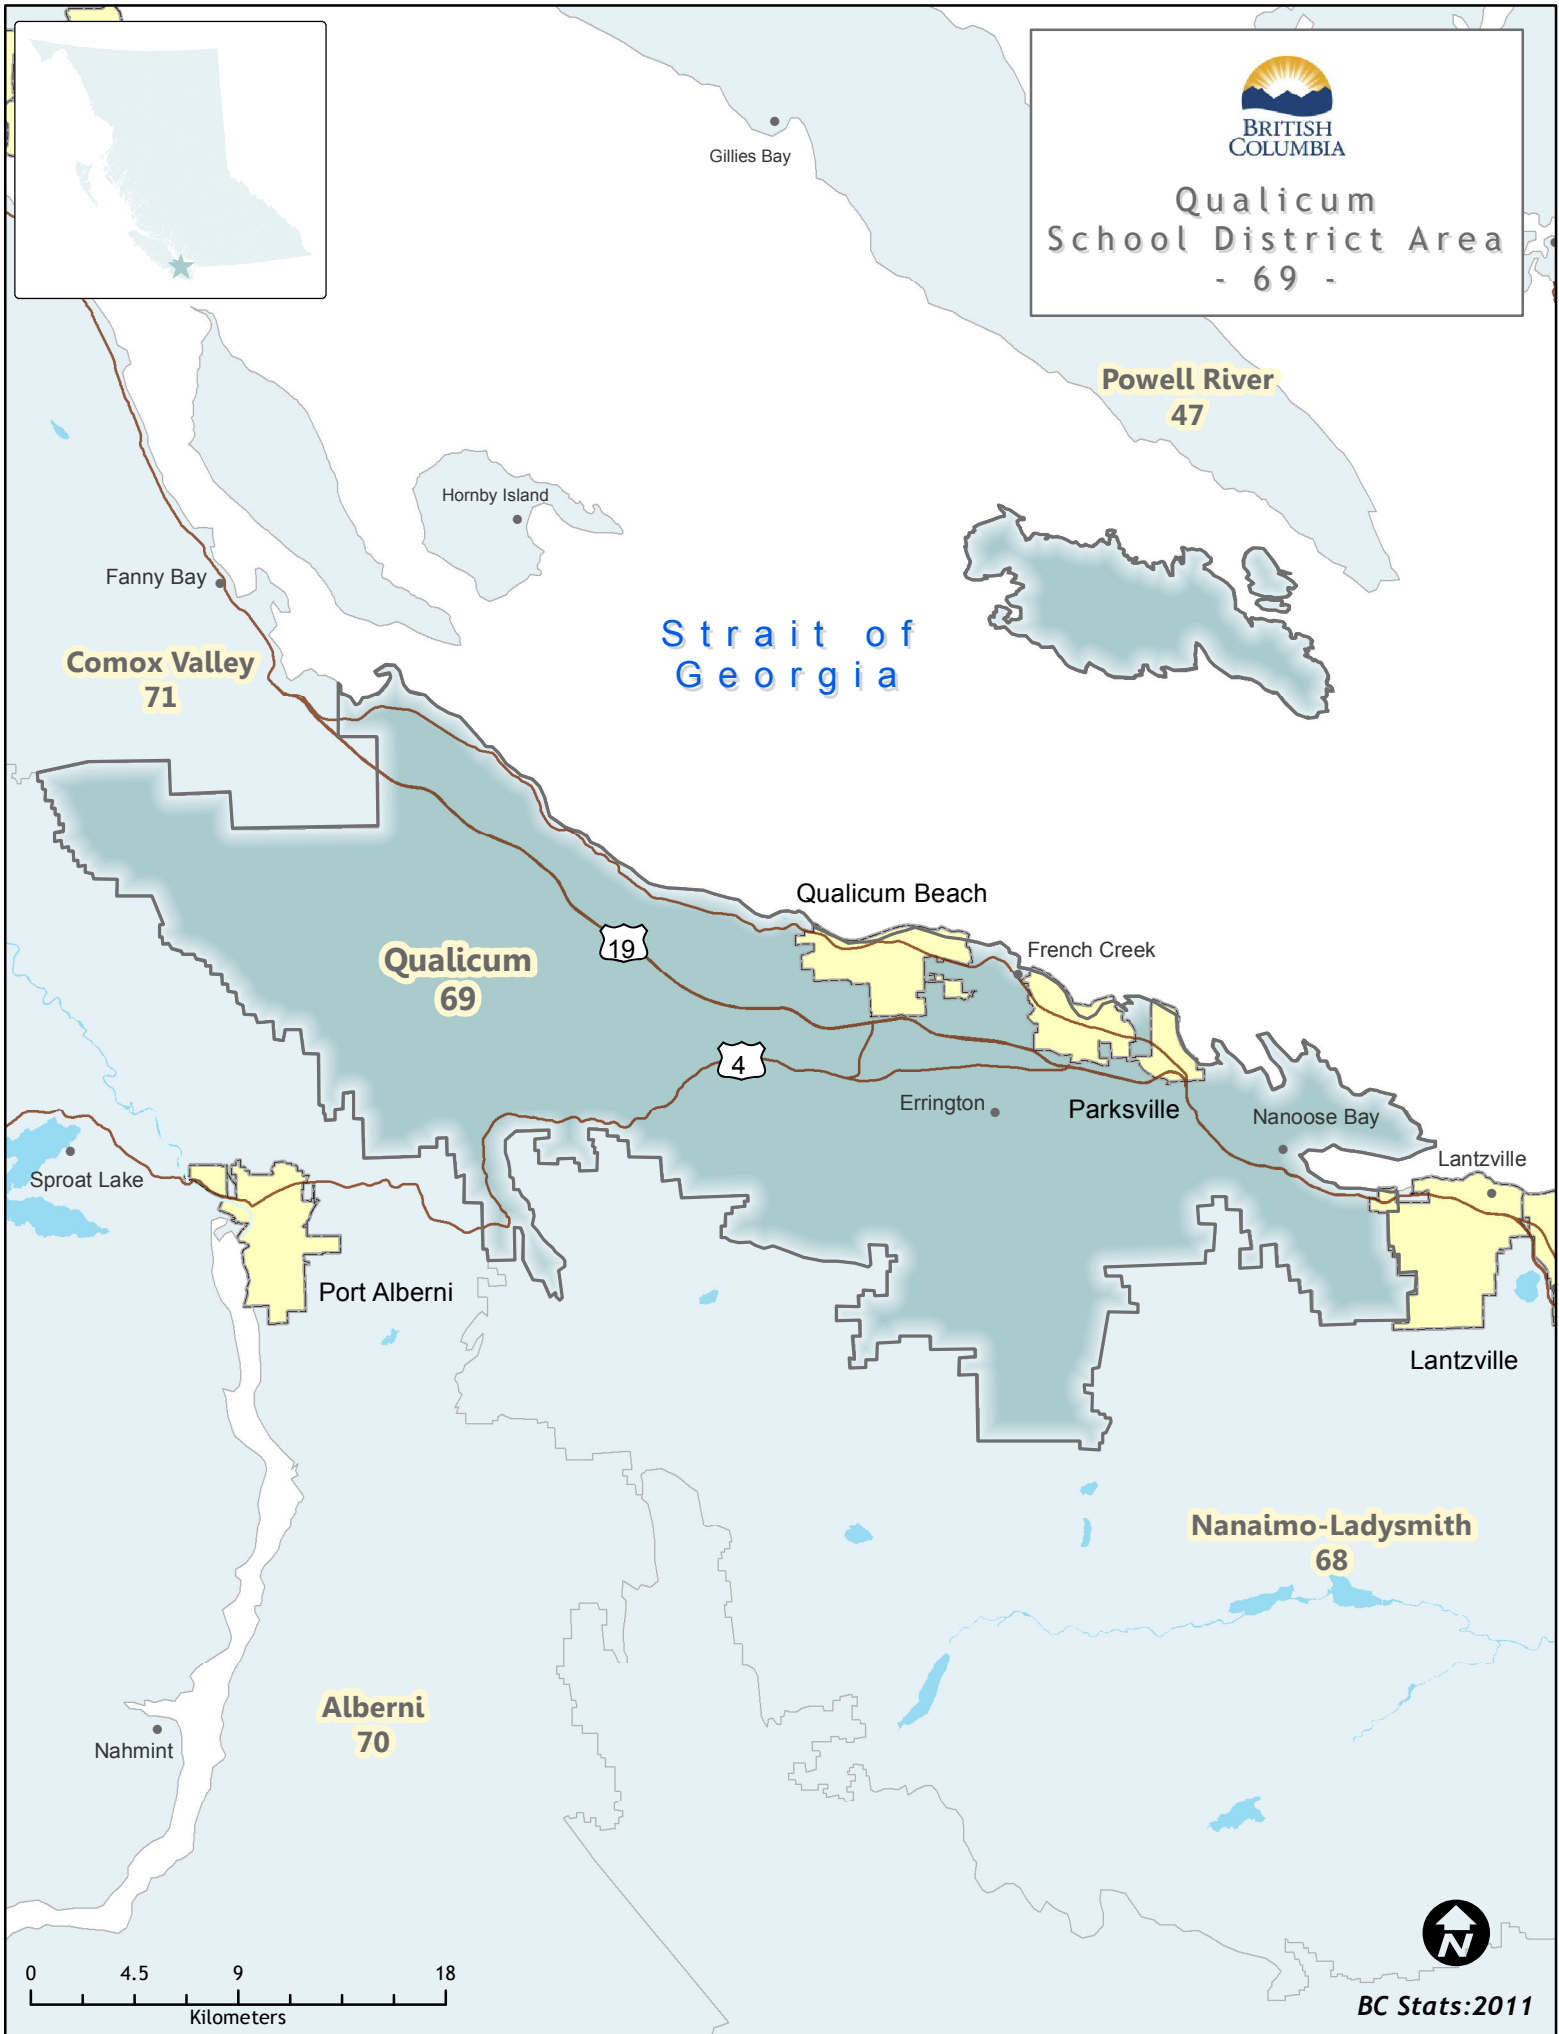 BRITISH
COLUMBIA
Qualicum
School District Area
- 69 -
Gillies Bay
Powell River
47
Hornby Island
Fanny Bay
Strait of
Georgia
Comox Valley
71
Qualicum Beach
19
French Creek
Qualicum
69
4
Errington
Parksville
Nanoose Bay
Lantzville
Sproat Lake
Port Alberni
Lantzville
Nanaimo-Ladysmith
68
Alberni
70
Nahmint
N
0 4.5 9 18
Kilometers
BC Stats:2011